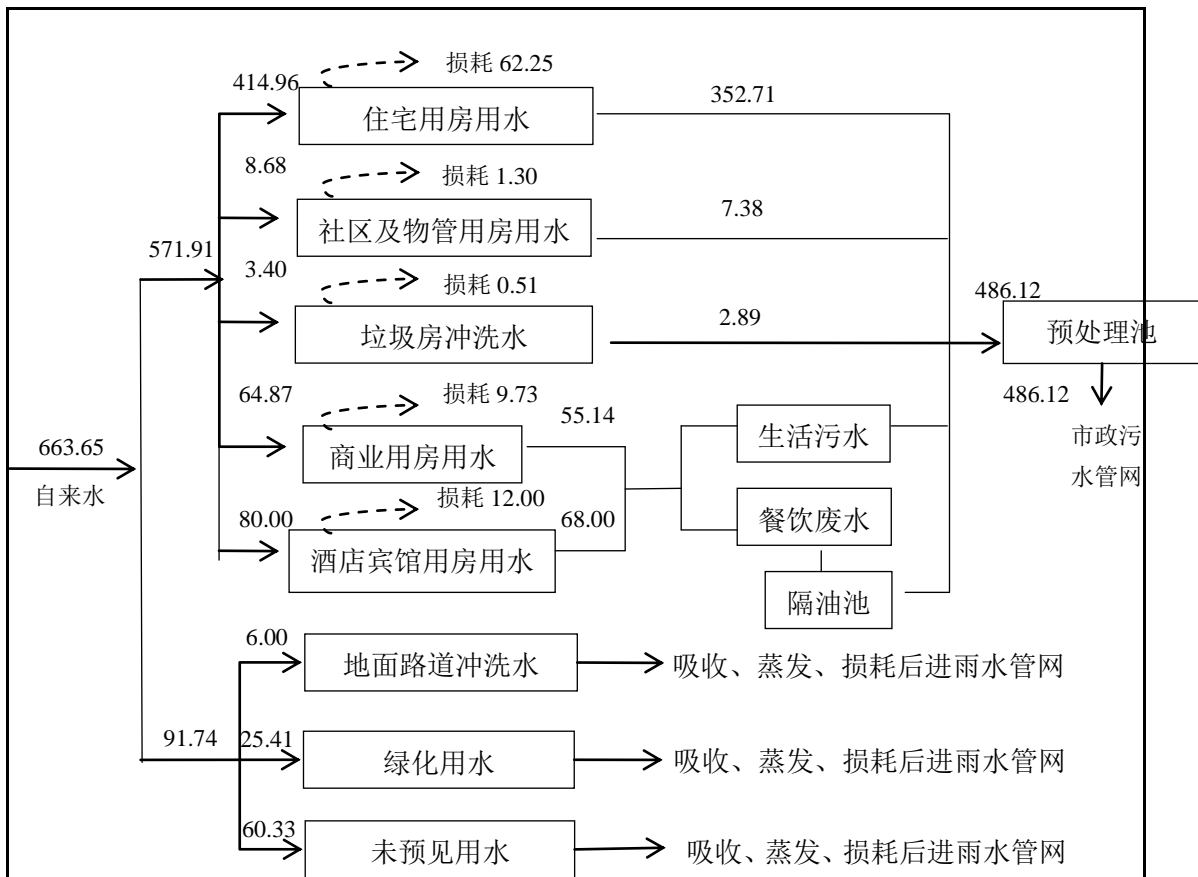 损耗 62.25
414.96
352.71
住宅用房用水
8.68
损耗 1.30
7.38
社区及物管用房用水
571.91
3.40
损耗 0.51
2.89
486.12
垃圾房冲洗水
预处理池
64.87
损耗 9.73
55.14
486.12
生活污水
市政污
水管网
663.65
自来水
商业用房用水
损耗 12.00
80.00
68.00
餐饮废水
酒店宾馆用房用水
隔油池
6.00
地面路道冲洗水
吸收、蒸发、损耗后进雨水管网
91.74
25.41
绿化用水
吸收、蒸发、损耗后进雨水管网
60.33
未预见用水
吸收、蒸发、损耗后进雨水管网